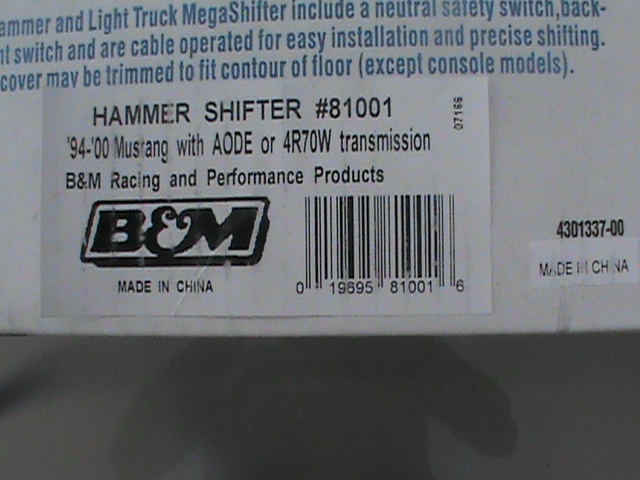 ammer and Light Truck MegaShifter include a neutral safety switch, back-
nt switch and are cable operated for easy installation and precise shifting.
cover may be trimmed to fit contour of floor (except console models).
HAMMER SHIFTER #81001
07166
'94-'00 Mustang with AODE or 4R70W transmission
B&M Racing and Performance Products
B&M
MADE IN CHINA
0 19695 81001 6
4301337-00
MADE IN CHINA